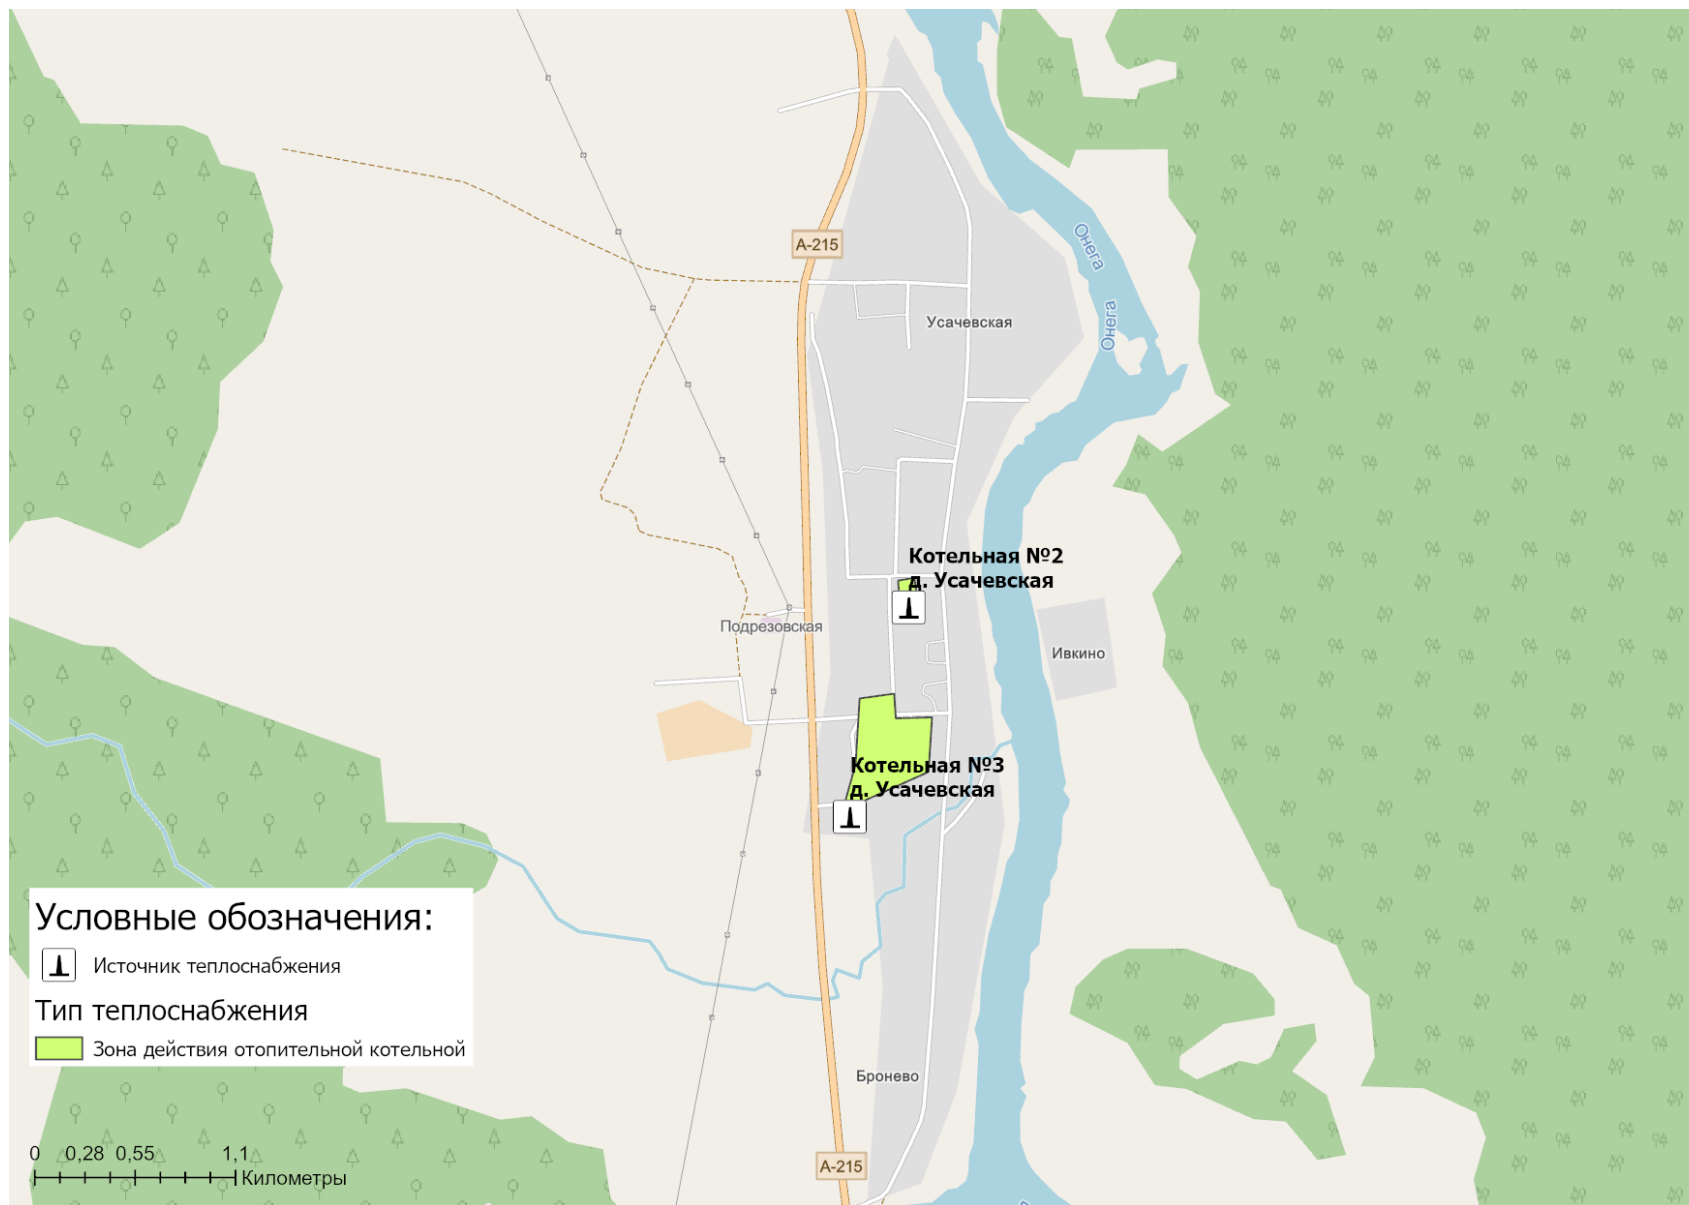 А-215
Онега
Онега
Усачевская
Котельная №2
д. Усачевская
Подрезовская
Ивкино
Котельная №3
д. Усачевская
Условные обозначения:
Источник теплоснабжения
Тип теплоснабжения
Зона действия отопительной котельной
Бронево
0 0,28 0,55 1,1
Километры
А-215